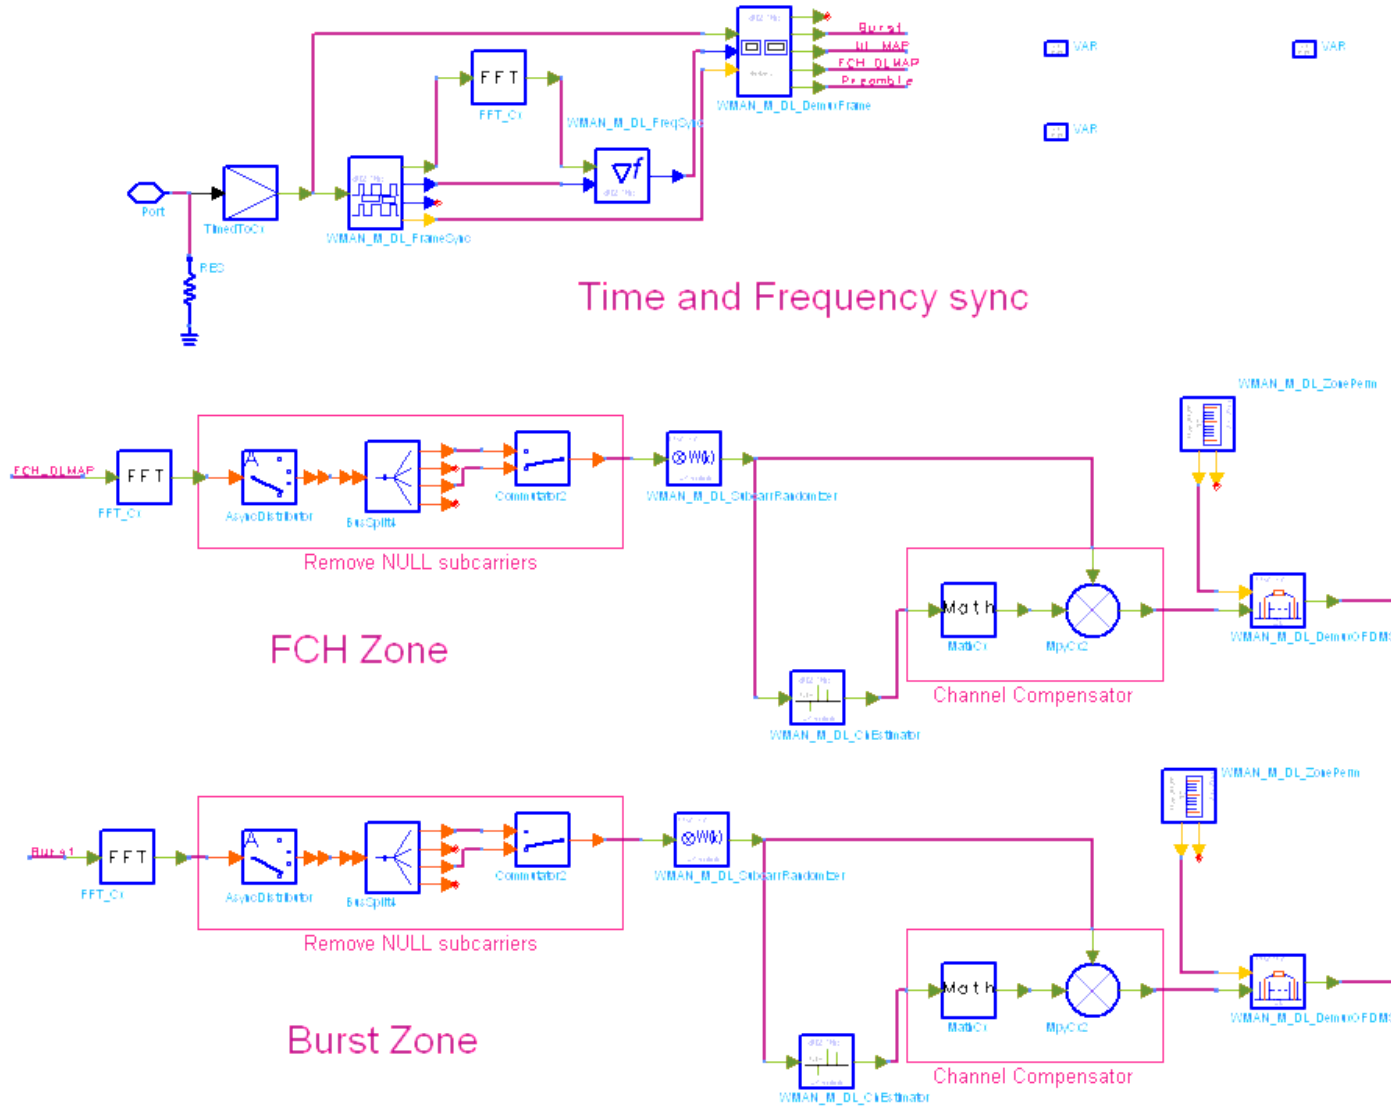 Burst
UL_MAP
FCH_DLMAP
Preamble
WMAN_M_DL_DemuxFrame
VAR
VAR
VAR
FFT
FFT_Cx
WMAN_M_DL_FreqSync
∇f
Port
TimedToCx
WMAN_M_DL_FrameSync
RES
Time and Frequency sync
WMAN_M_DL_ZonePerm
FCH_DLMAP
FFT
FFT_Cx
A
AsyncDistributor
BusSplit4
Commutator2
Remove NULL subcarriers
⊗W(k)
WMAN_M_DL_SubcarrRandomizer
FCH Zone
Math
MathCx
MpyCx2
Channel Compensator
WMAN_M_DL_ChEstimator
WMAN_M_DL_DemuxOFDMS
WMAN_M_DL_ZonePerm
Burst
FFT
FFT_Cx
A
AsyncDistributor
BusSplit4
Commutator2
Remove NULL subcarriers
⊗W(k)
WMAN_M_DL_SubcarrRandomizer
Burst Zone
Math
MathCx
MpyCx2
Channel Compensator
WMAN_M_DL_ChEstimator
WMAN_M_DL_DemuxOFDMS